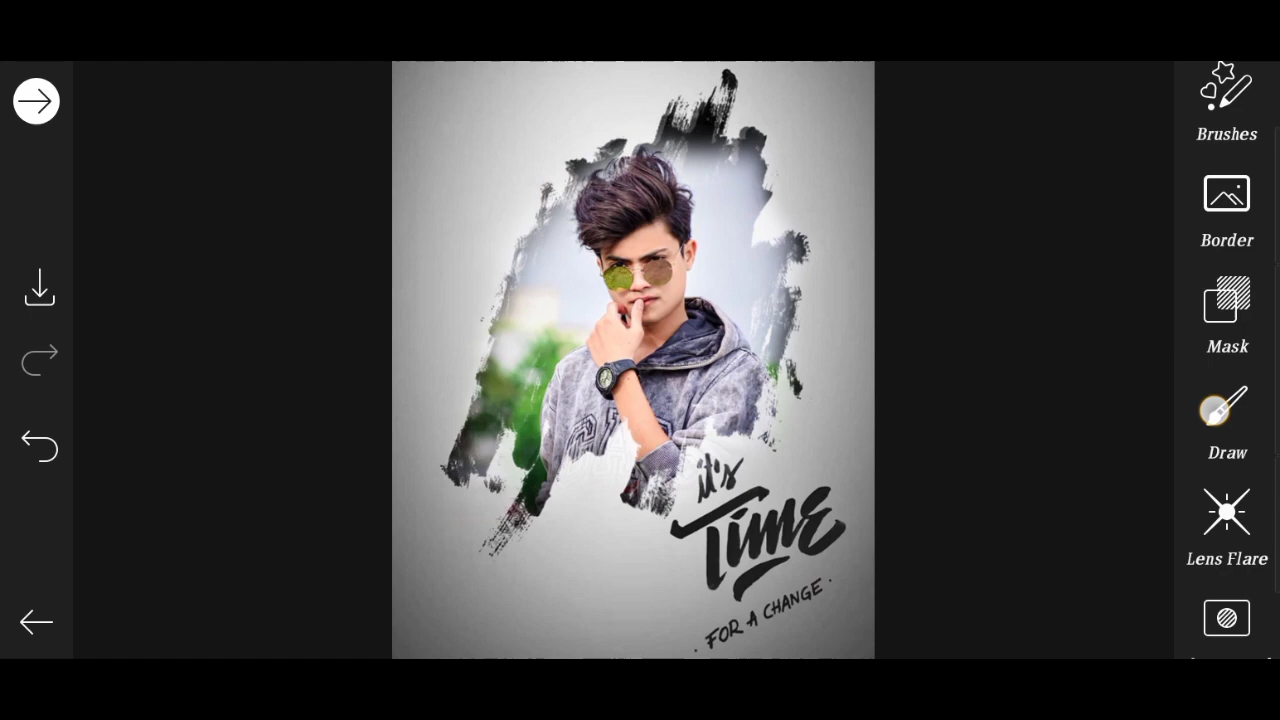 Brushes
Border
Mask
Draw
Lens Flare
it's
Time
. FOR A CHANGE .